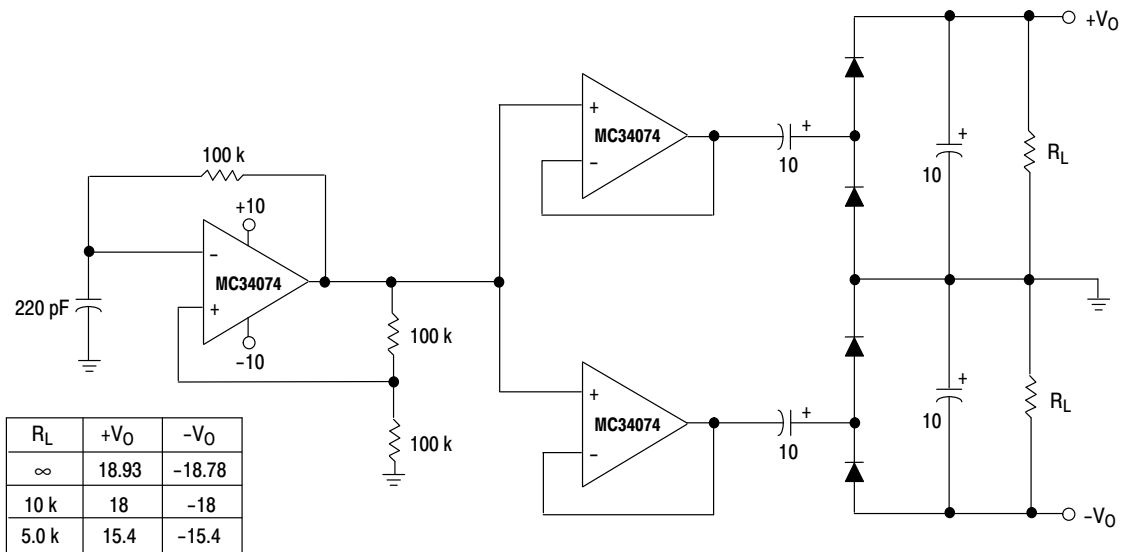 +V_O
+
MC34074
−
+
10
+
10
R_L
100 k
+10
−
MC34074
+
−10
220 pF
100 k
100 k
+
MC34074
−
+
10
+
10
R_L
−V_O
R_L +V_O −V_O
∞ 18.93 −18.78
10 k 18 −18
5.0 k 15.4 −15.4